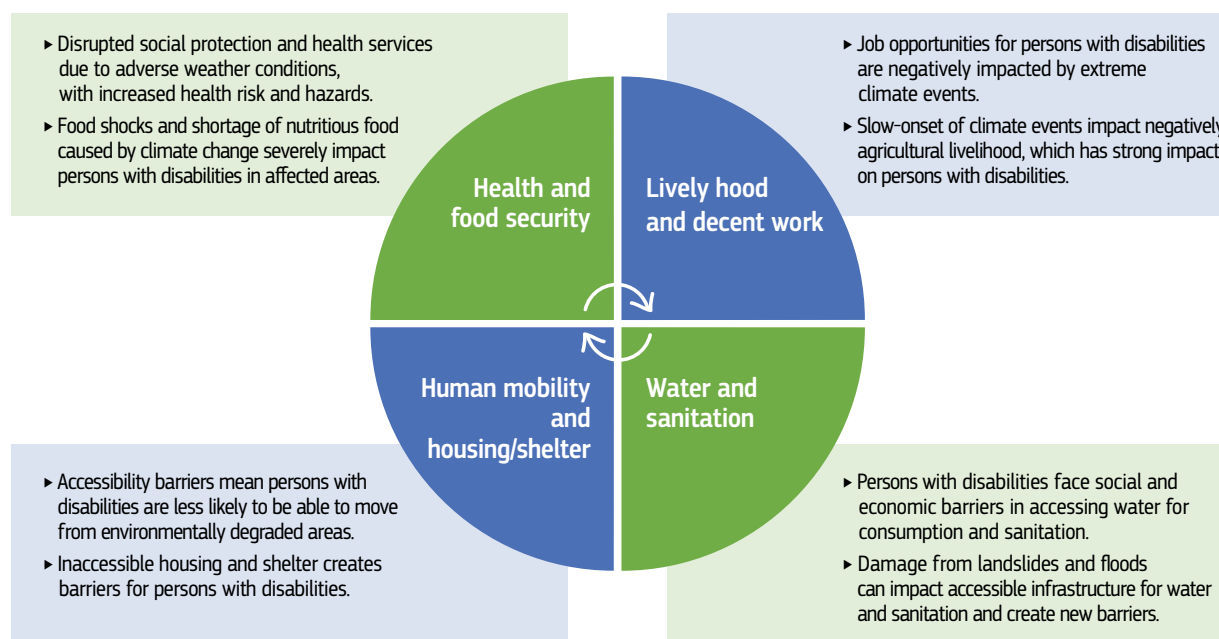 ▸ Disrupted social protection and health services
due to adverse weather conditions,
with increased health risk and hazards.
▸ Food shocks and shortage of nutritious food
caused by climate change severely impact
persons with disabilities in affected areas.
▸ Job opportunities for persons with disabilities
are negatively impacted by extreme
climate events.
▸ Slow-onset of climate events impact negatively
agricultural livelihood, which has strong impact
on persons with disabilities.
Health and
food security
Lively hood
and decent work
Human mobility
and
housing/shelter
Water and
sanitation
▸ Accessibility barriers mean persons with
disabilities are less likely to be able to move
from environmentally degraded areas.
▸ Inaccessible housing and shelter creates
barriers for persons with disabilities.
▸ Persons with disabilities face social and
economic barriers in accessing water for
consumption and sanitation.
▸ Damage from landslides and floods
can impact accessible infrastructure for water
and sanitation and create new barriers.